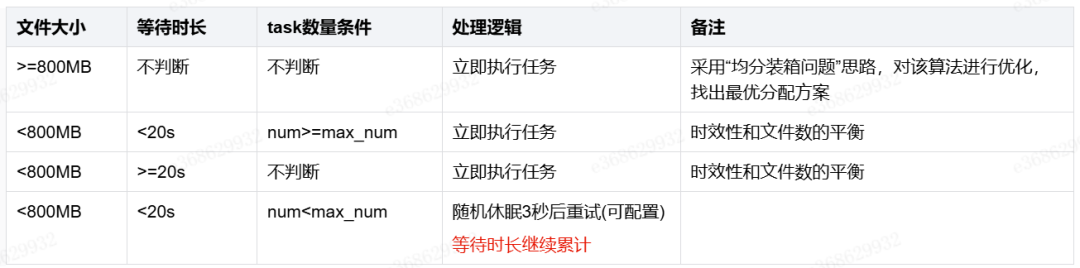 文件大小 等待时长 task数量条件 处理逻辑 备注
>=800MB 不判断 不判断 立即执行任务 采用“均分装箱问题”思路，对该算法进行优化，
找出最优分配方案
<800MB <20s num>=max_num 立即执行任务 时效性和文件数的平衡
<800MB >=20s 不判断 立即执行任务 时效性和文件数的平衡
<800MB <20s num<max_num 随机休眠3秒后重试(可配置)
等待时长继续累计
e368629932